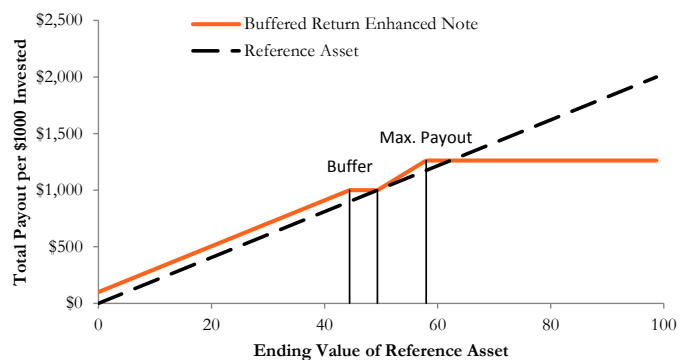 $2,500
Buffered Return Enhanced Note
Reference Asset
$2,000
$1,500
Max. Payout
Buffer
$1,000
$500
$0
0 20 40 60 80 100
Total Payout per $1000 Invested
Ending Value of Reference Asset